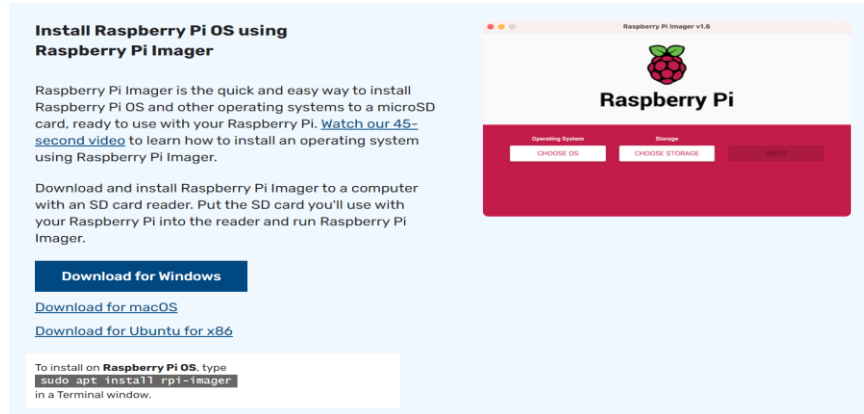 Install Raspberry Pi OS using
Raspberry Pi Imager
Raspberry Pi Imager is the quick and easy way to install
Raspberry Pi OS and other operating systems to a microSD
card, ready to use with your Raspberry Pi. Watch our 45-
second video to learn how to install an operating system
using Raspberry Pi Imager.
Download and install Raspberry Pi Imager to a computer
with an SD card reader. Put the SD card you'll use with
your Raspberry Pi into the reader and run Raspberry Pi
Imager.
Download for Windows
Download for macOS
Download for Ubuntu for x86
To install on Raspberry Pi OS, type
sudo apt install rpi-imager
in a Terminal window.
Raspberry Pi Imager v1.6
Raspberry Pi
Operating System Storage
CHOOSE OS CHOOSE STORAGE WRITE